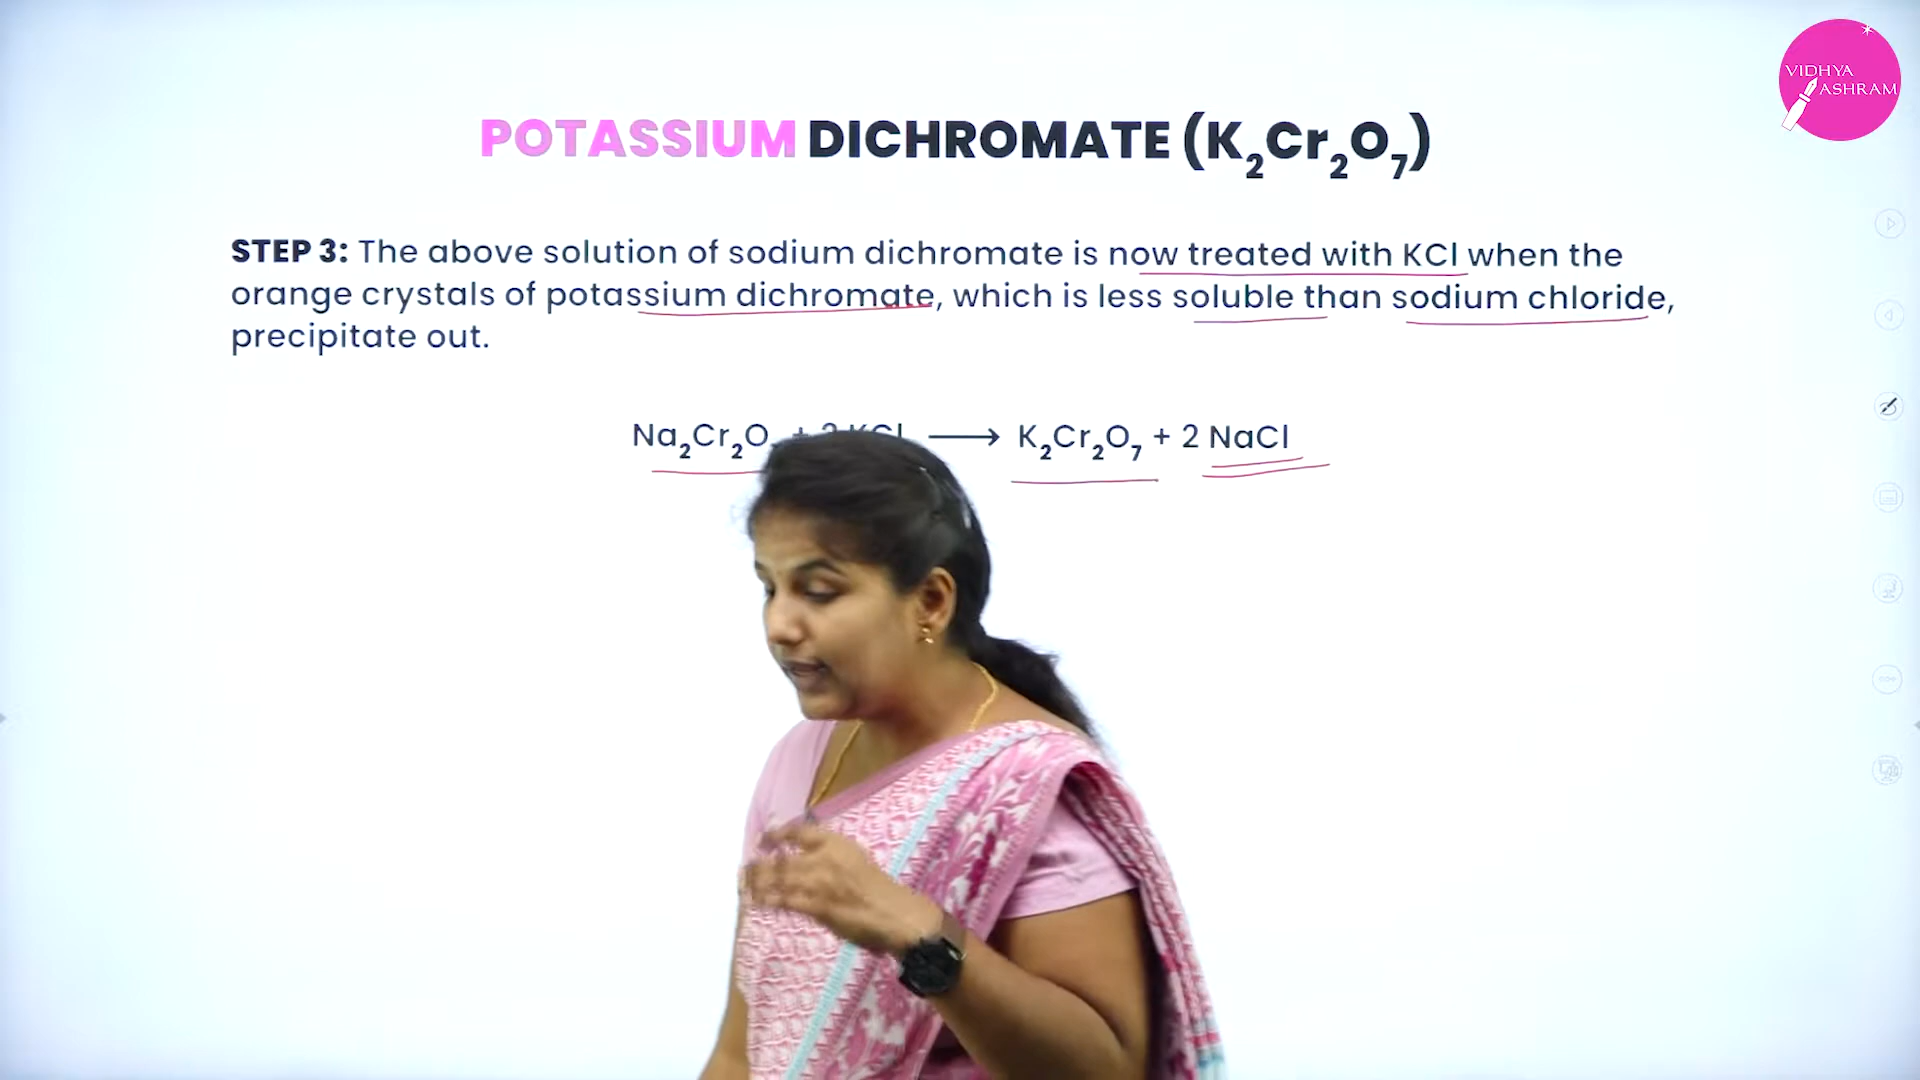 VIDHYA
ASHRAM
POTASSIUM DICHROMATE (K₂Cr₂O₇)
STEP 3: The above solution of sodium dichromate is now treated with KCl when the
orange crystals of potassium dichromate, which is less soluble than sodium chloride,
precipitate out.
Na₂Cr₂O + 2 KCl ⟶ K₂Cr₂O₇ + 2 NaCl